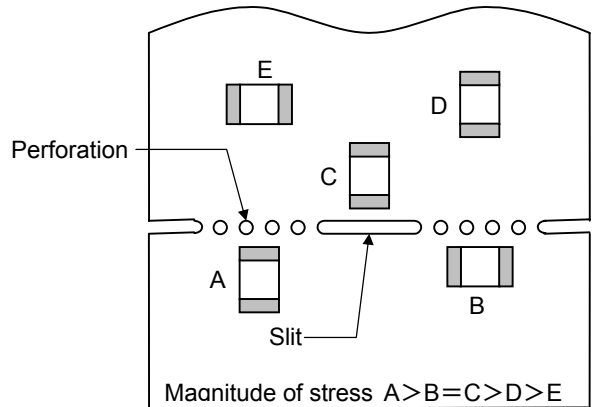 E
D
Perforation
C
A
B
Slit
Magnitude of stress A>B=C>D>E